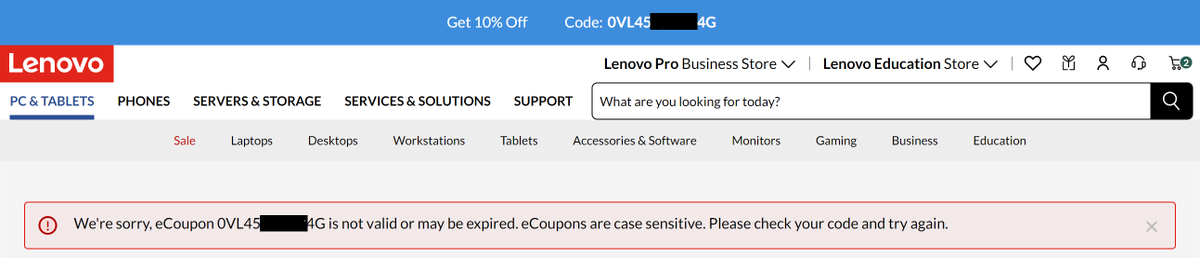 Get 10% Off Code: 0VL45 4G
Lenovo
Lenovo Pro Business Store Lenovo Education Store 2
PC & TABLETS PHONES SERVERS & STORAGE SERVICES & SOLUTIONS SUPPORT What are you looking for today?
Sale Laptops Desktops Workstations Tablets Accessories & Software Monitors Gaming Business Education
We're sorry, eCoupon 0VL45 4G is not valid or may be expired. eCoupons are case sensitive. Please check your code and try again.